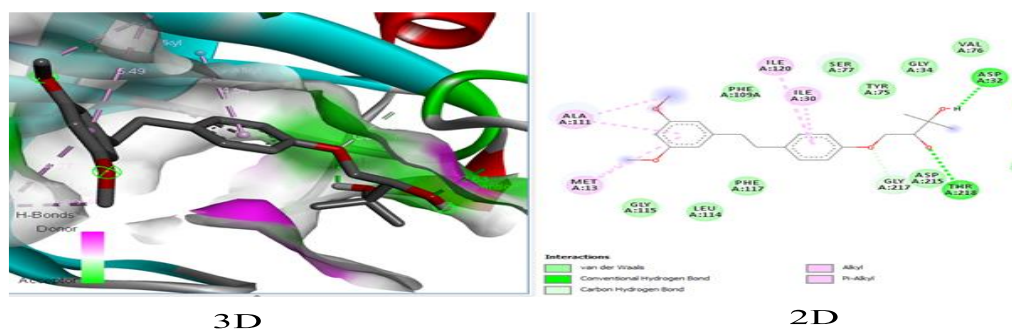 5.49
H-Bonds
Donor
3D
ILE
A:120
SER
A:77
GLY
A:34
VAL
A:76
ASP
A:32
PHE
A:109A
ILE
A:30
TYR
A:75
ALA
A:111
H
MET
A:13
GLY
A:115
LEU
A:114
PHE
A:117
GLY
A:217
ASP
A:215
THR
A:218
Interactions
van der Waals
Conventional Hydrogen Bond
Carbon Hydrogen Bond
Alkyl
Pi-Alkyl
2D